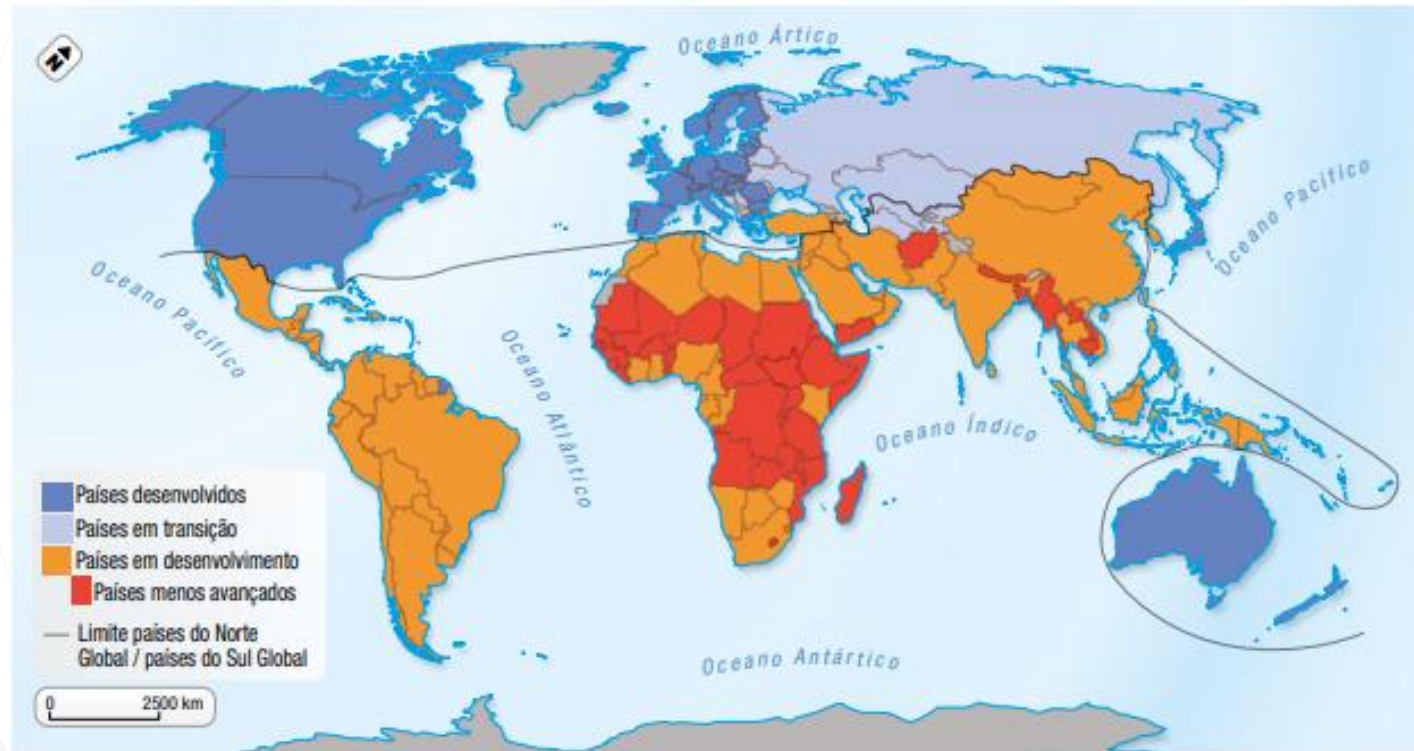 N
Oceano Ártico
Oceano Pacífico
Oceano Pacífico
Oceano Atlântico
Oceano Índico
Países desenvolvidos
Países em transição
Países em desenvolvimento
Países menos avançados
Limite países do Norte
Global / países do Sul Global
Oceano Antártico
0 2500 km